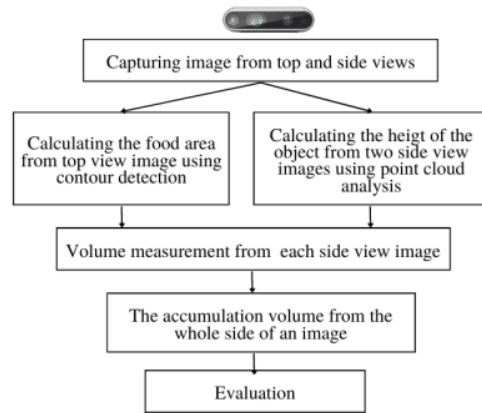 Capturing image from top and side views
Calculating the food area
from top view image using
contour detection
Calculating the heigt of the
object from two side view
images using point cloud
analysis
Volume measurement from each side view image
The accumulation volume from the
whole side of an image
Evaluation